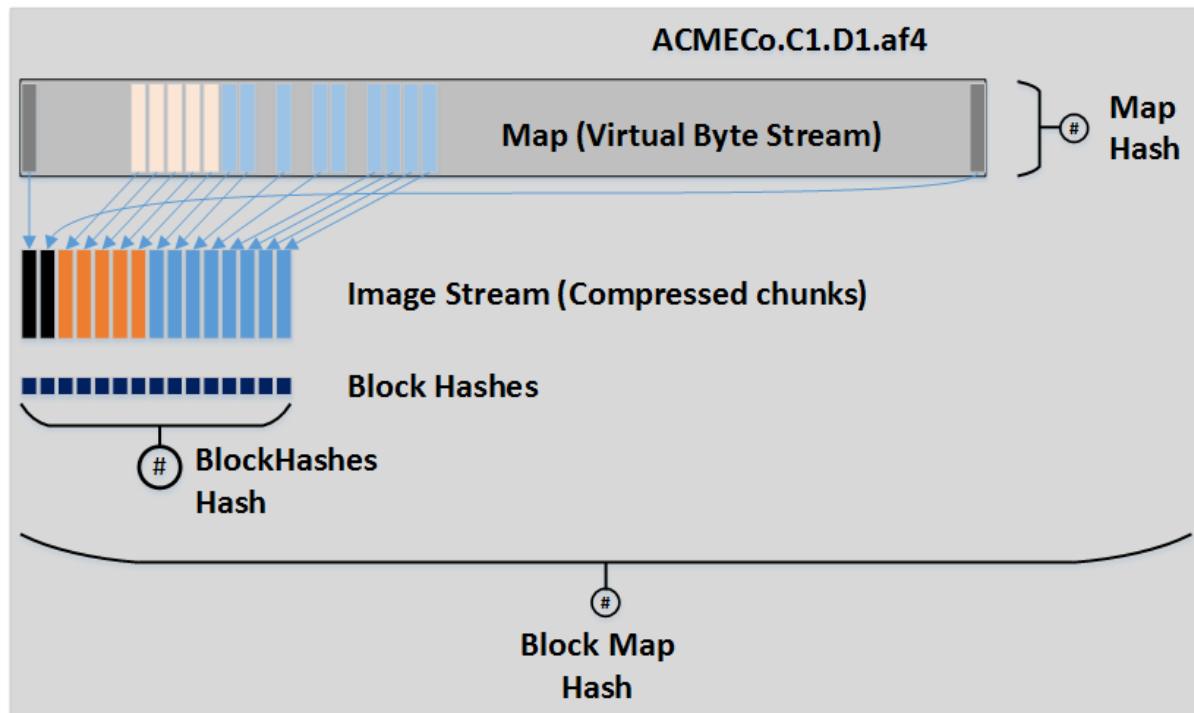 ACMECo.C1.D1.af4
Map (Virtual Byte Stream)
#
Map
Hash
Image Stream (Compressed chunks)
Block Hashes
#
BlockHashes
Hash
#
Block Map
Hash